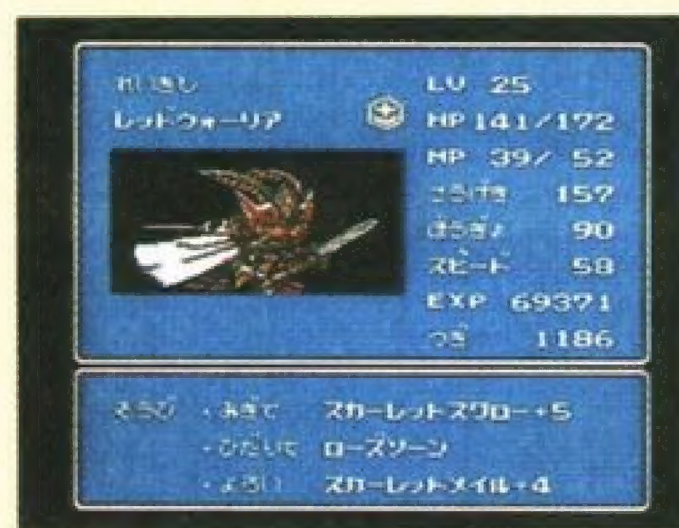 れいきし
レッドウォーリア
LV 25
HP 141/172
MP 39/ 52
こうげき 157
ぼうぎょ 90
スピード 58
EXP 69371
つぎ 1186
そうび ・みぎて スカーレットスワロー+5
・ひだりて ローズソーン
・よろい スカーレットメイル+4